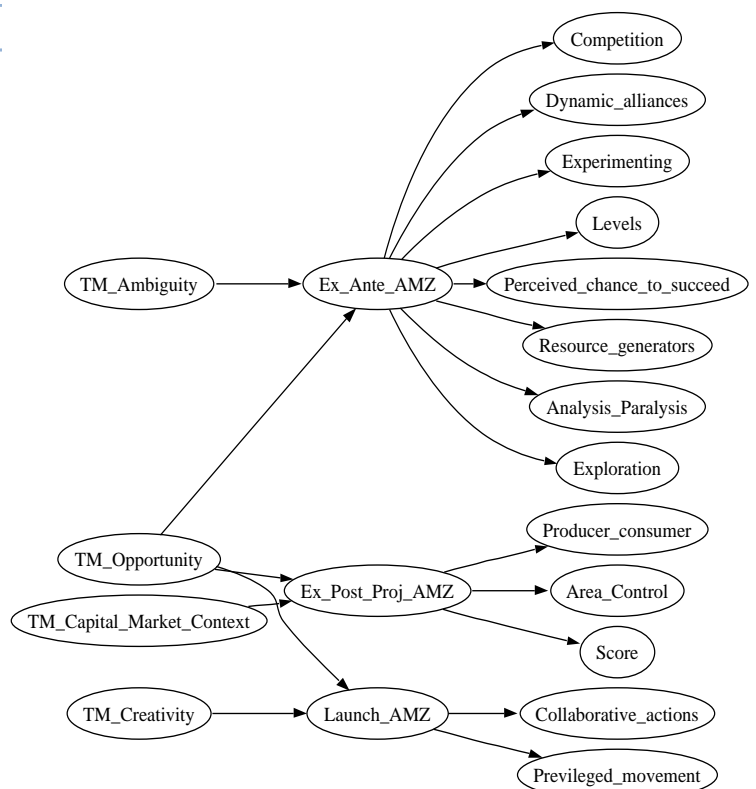 Competition
Dynamic_alliances
Experimenting
Levels
TM_Ambiguity
Ex_Ante_AMZ
Perceived_chance_to_succeed
Resource_generators
Analysis_Paralysis
Exploration
Producer_consumer
TM_Opportunity
Ex_Post_Proj_AMZ
Area_Control
TM_Capital_Market_Context
Score
TM_Creativity
Launch_AMZ
Collaborative_actions
Previleged_movement